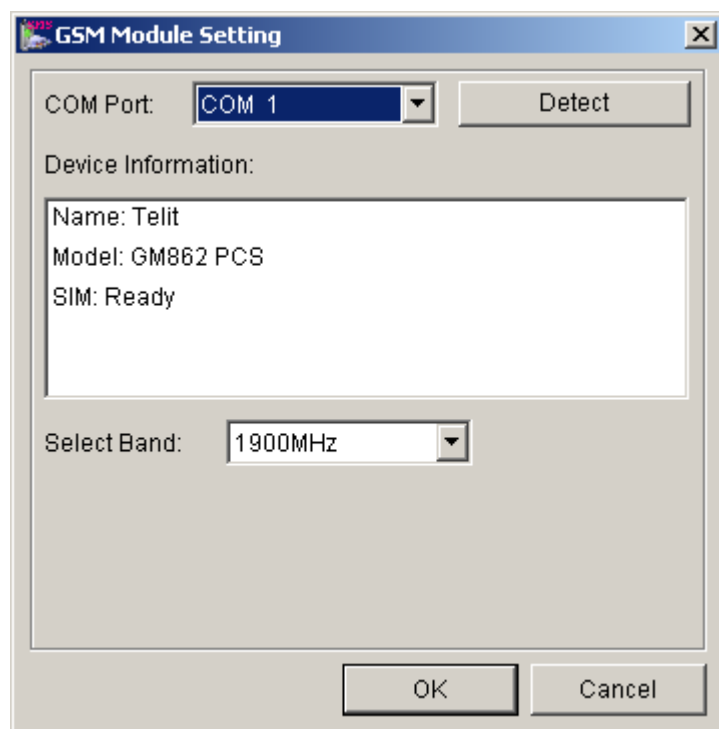 GSM Module Setting
COM Port: COM 1 Detect
Device Information:
Name: Telit
Model: GM862 PCS
SIM: Ready
Select Band: 1900MHz
OK Cancel